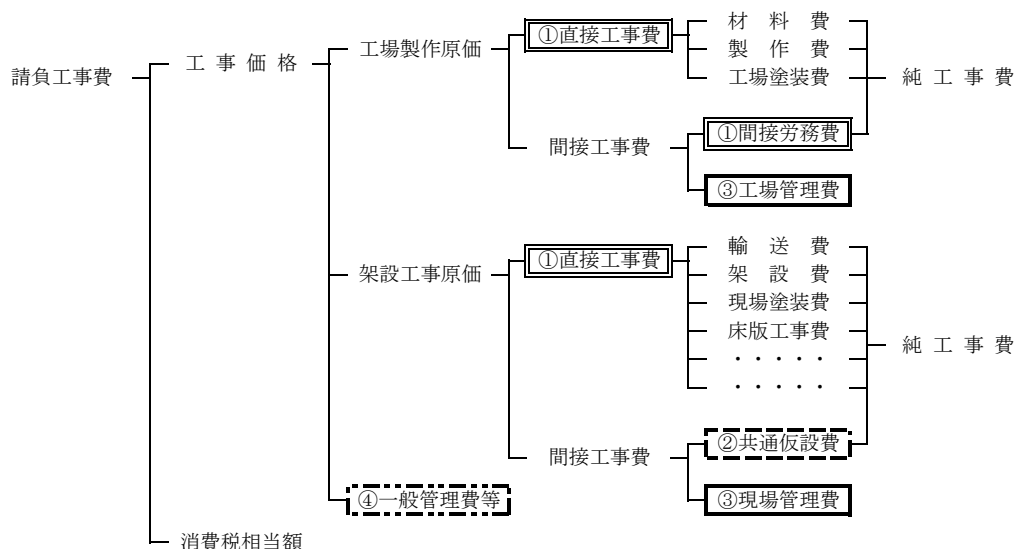 材料費
①直接工事費
工場製作原価
製作費
工事価格
請負工事費
工場塗装費
純工事費
①間接労務費
間接工事費
③工場管理費
輸送費
①直接工事費
架設工事原価
架設費
現場塗装費
床版工事費
純工事費
・・・・・
・・・・・
②共通仮設費
間接工事費
④一般管理費等
③現場管理費
消費税相当額